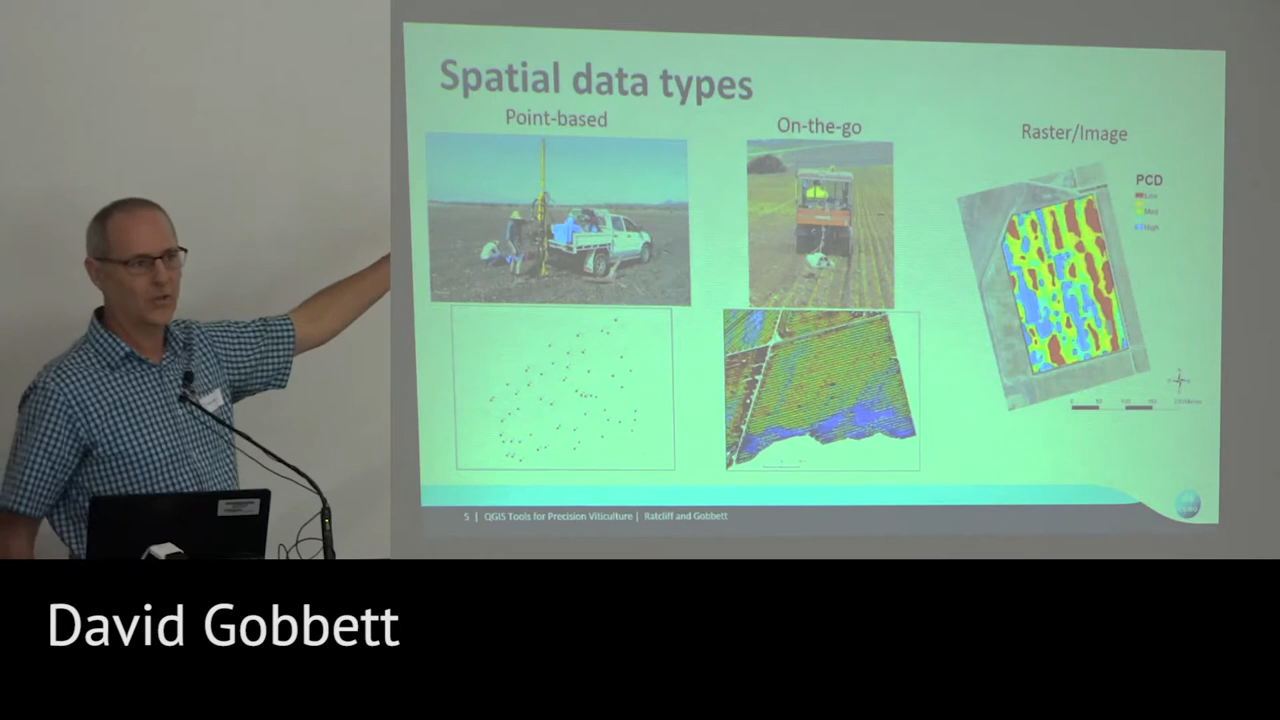 Spatial data types
Point-based
On-the-go
Raster/Image
PCD
Low
Med
High
5 | QGIS Tools for Precision Viticulture | Ratcliff and Gobbett
David Gobbett